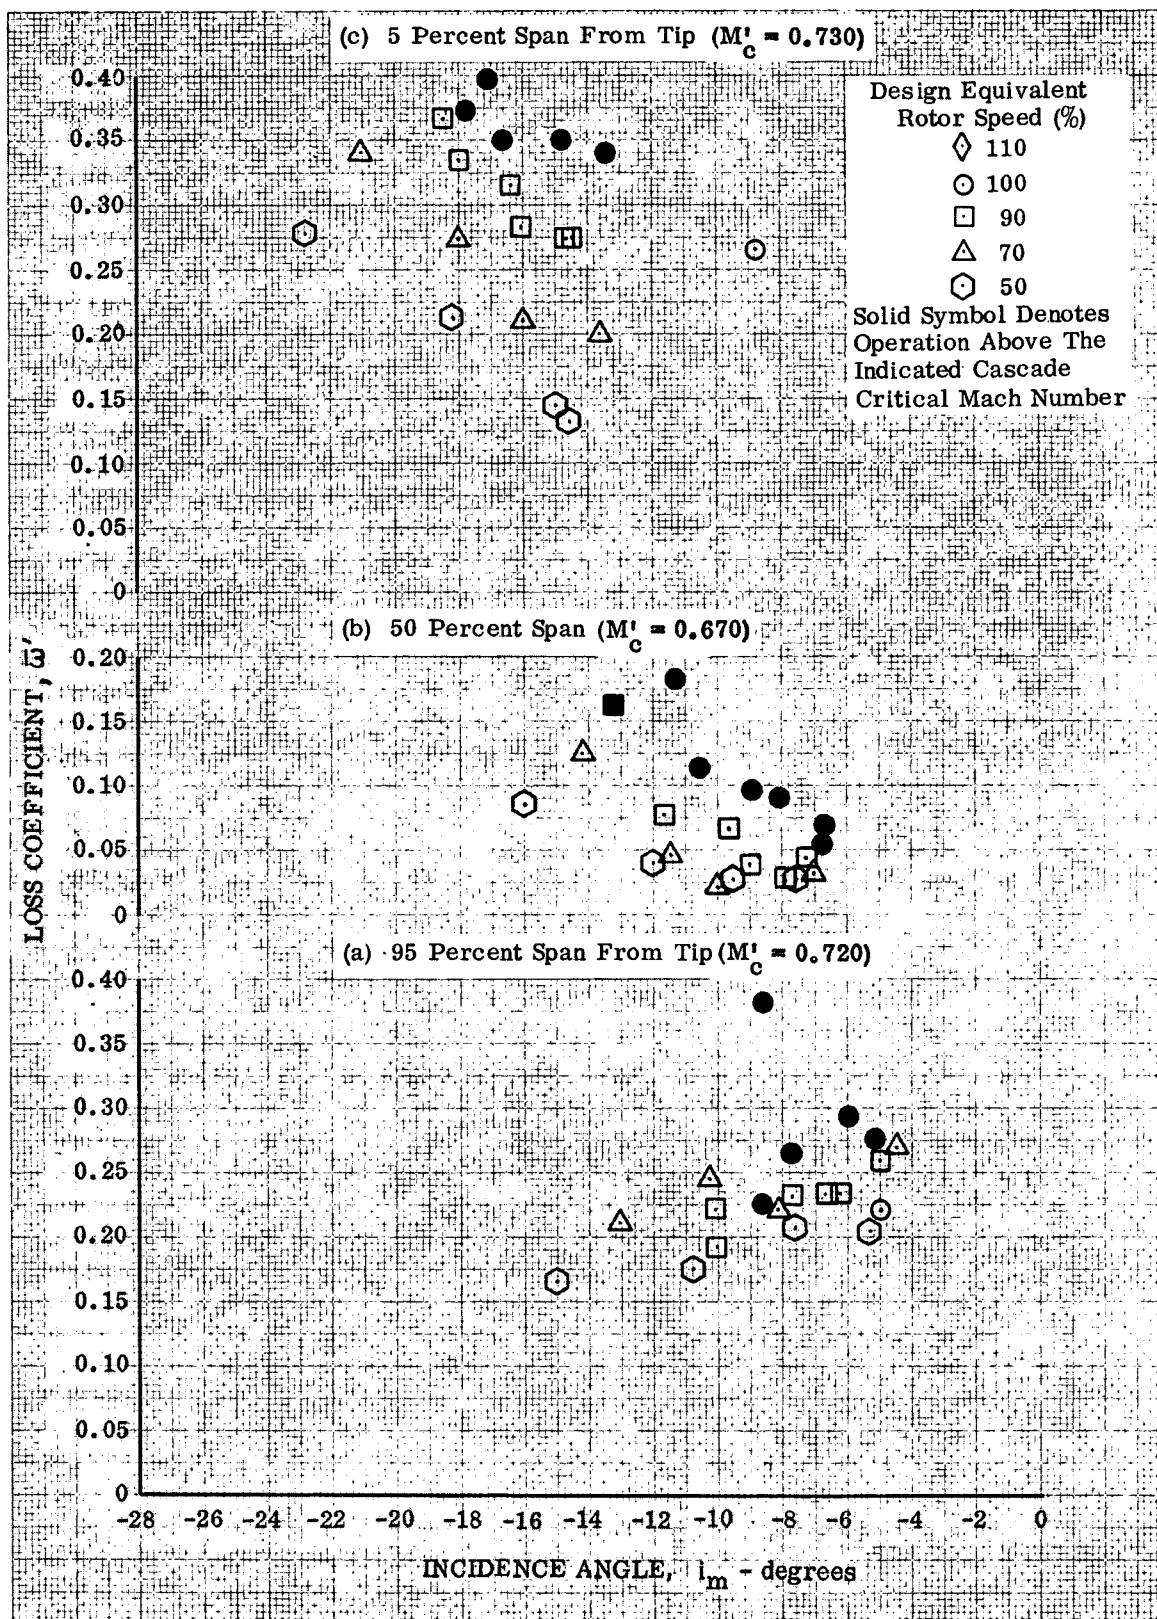 (c) 5 Percent Span From Tip (M'c = 0.730)
0.40
0.35
0.30
0.25
0.20
0.15
0.10
0.05
0
Design Equivalent
Rotor Speed (%)
110
100
90
70
50
Solid Symbol Denotes
Operation Above The
Indicated Cascade
Critical Mach Number
(b) 50 Percent Span (M'c = 0.670)
0.20
0.15
0.10
0.05
0
LOSS COEFFICIENT, ω̄'
(a) 95 Percent Span From Tip (M'c = 0.720)
0.40
0.35
0.30
0.25
0.20
0.15
0.10
0.05
0
-28 -26 -24 -22 -20 -18 -16 -14 -12 -10 -8 -6 -4 -2 0
INCIDENCE ANGLE, im - degrees